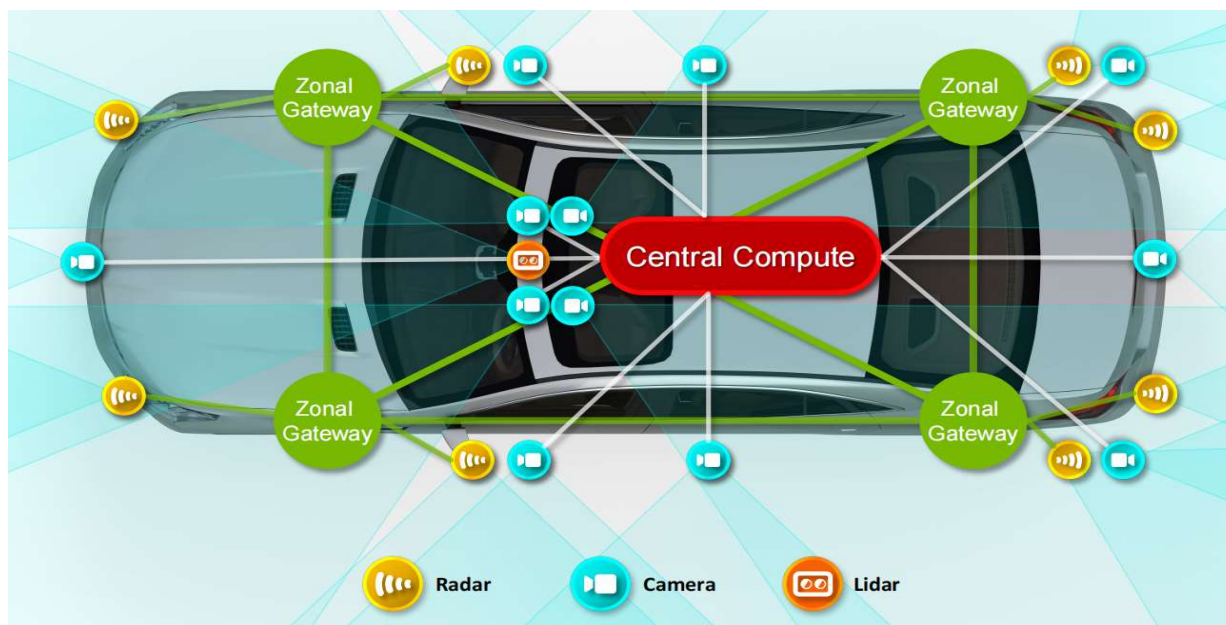 Zonal
Gateway
Zonal
Gateway
Central Compute
Zonal
Gateway
Zonal
Gateway
Radar
Camera
Lidar